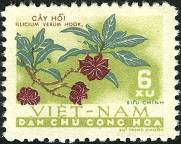 CÂY HỒI
ILLICIUM VERUM HOOK.
6
XU
BƯU CHÍNH
VIỆT-NAM
DÂN CHỦ CỘNG HÒA